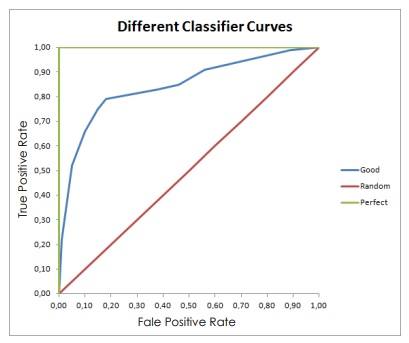 Different Classifier Curves
True Positive Rate
1,00
0,90
0,80
0,70
0,60
0,50
0,40
0,30
0,20
0,10
0,00
0,00 0,10 0,20 0,30 0,40 0,50 0,60 0,70 0,80 0,90 1,00
Fale Positive Rate
Good
Random
Perfect